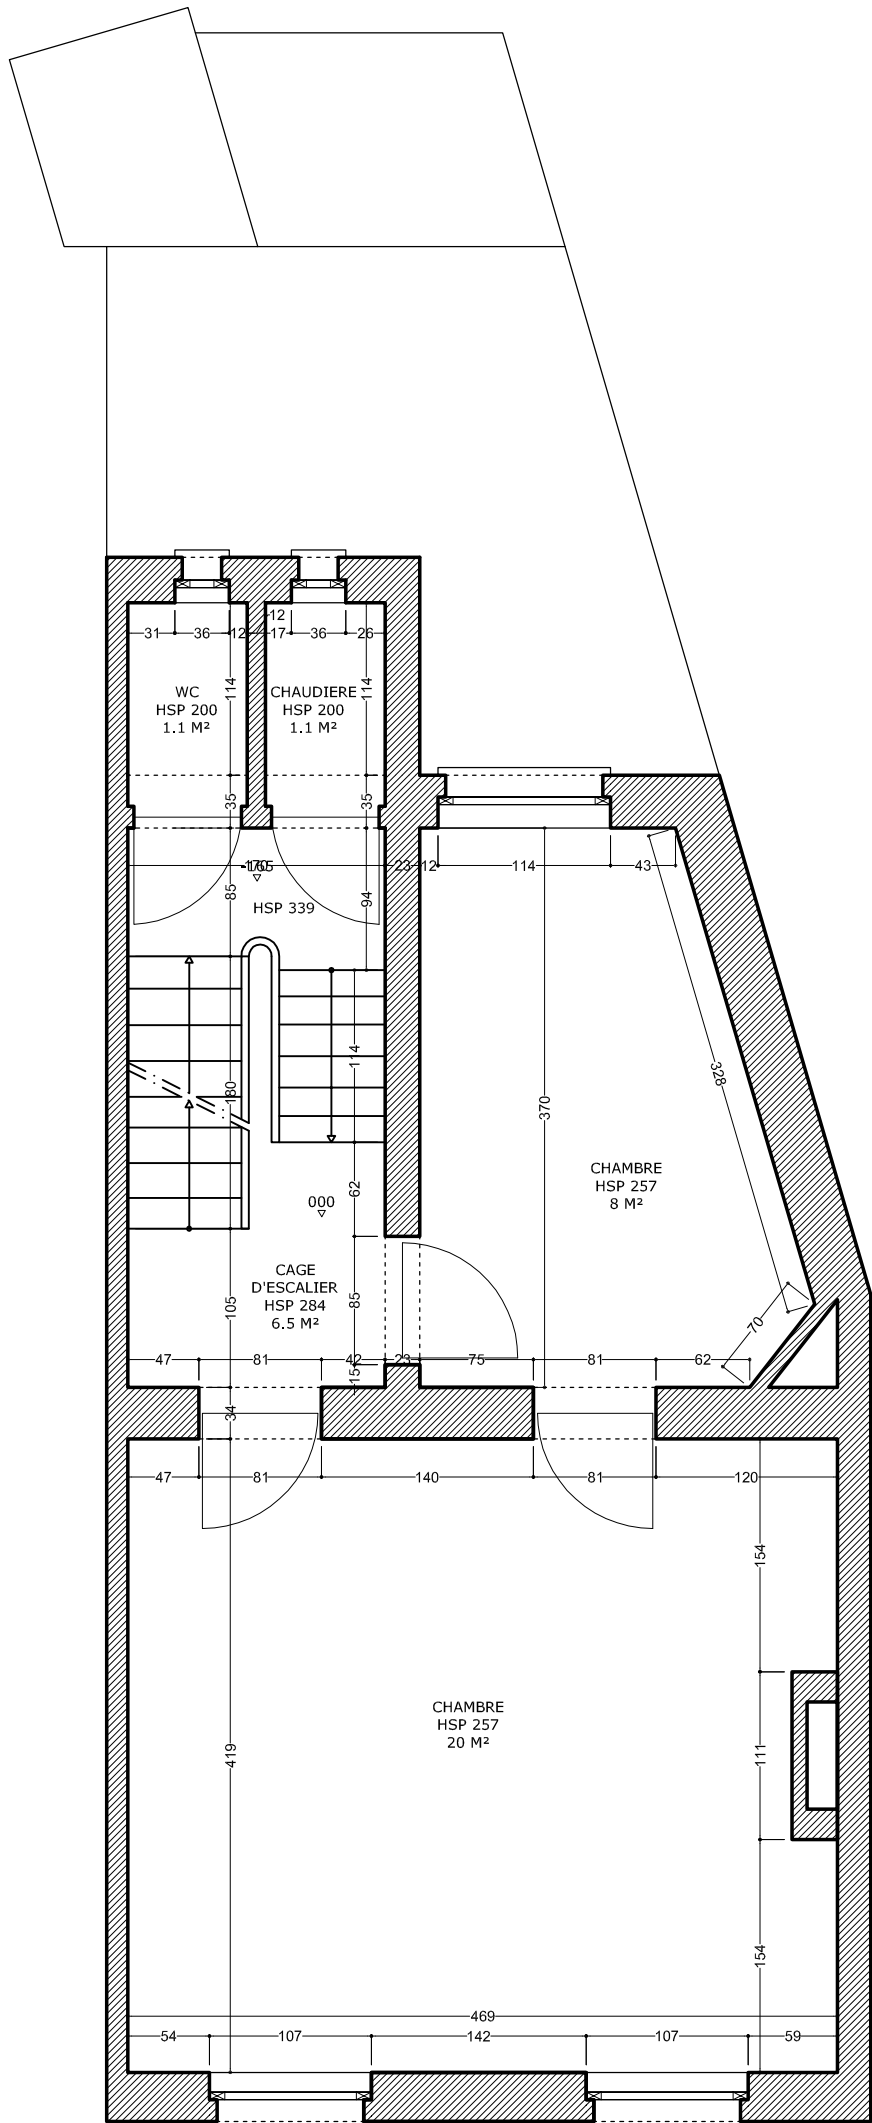 12
31 36 12 17 36 26
114 114
WC
HSP 200
1.1 M²
CHAUDIERE
HSP 200
1.1 M²
35 35
23 12 114 43
85 94
HSP 339
328
114
180
370
CHAMBRE
HSP 257
8 M²
62
000
CAGE
D'ESCALIER
HSP 284
6.5 M²
105 85
70
47 81 42 23 75 81 62
15
34
47 81 140 81 120
154
CHAMBRE
HSP 257
20 M²
419 111
154
469
54 107 142 107 59